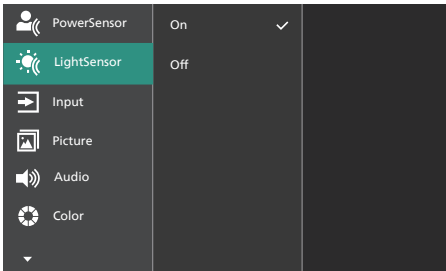 PowerSensor
LightSensor
Input
Picture
Audio
Color
On
Off